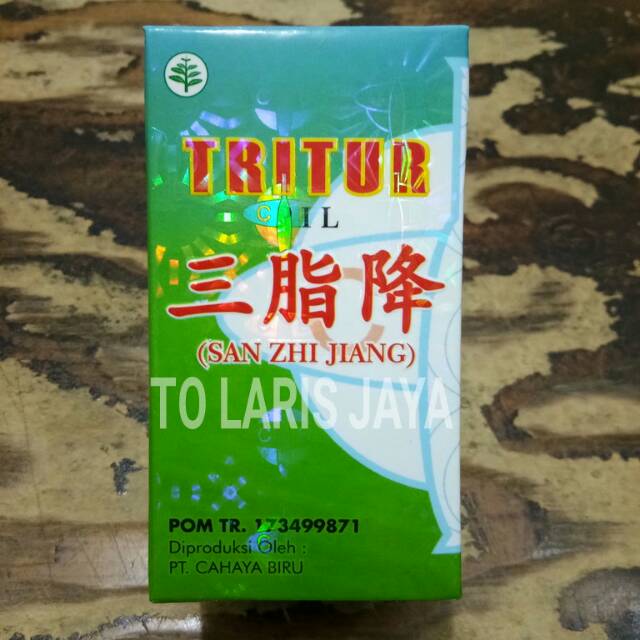 TRITUR
三脂降
(SAN ZHI JIANG)
TO LARIS JAYA
POM TR. 173499871
Diproduksi Oleh :
PT. CAHAYA BIRU